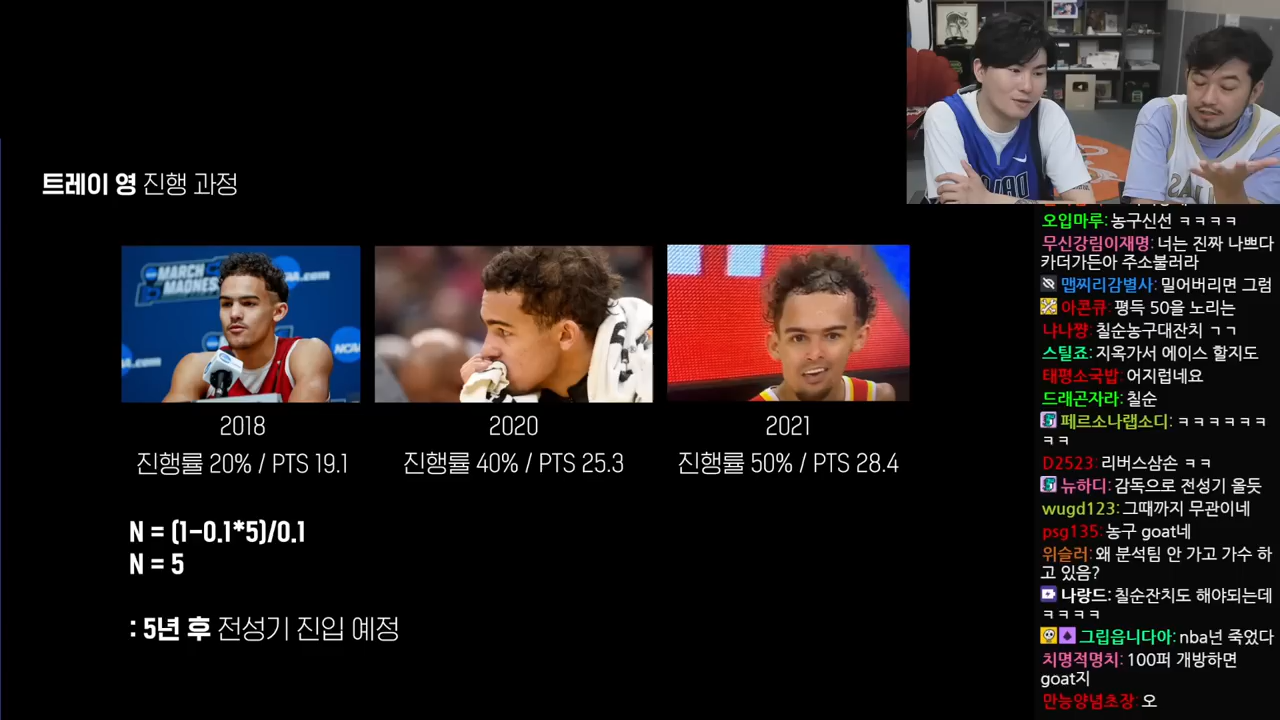 트레이 영 진행 과정
MARCH
MADNESS
NCAA
2018
진행률 20% / PTS 19.1
2020
진행률 40% / PTS 25.3
2021
진행률 50% / PTS 28.4
N = (1-0.1*5)/0.1
N = 5
: 5년 후 전성기 진입 예정
오입마루: 농구신선 ㅋㅋㅋㅋ
무신강림이재명: 너는 진짜 나쁘다
카더가든아 주소불러라
맵찌리감별사: 밀어버리면 그럼
아콘큐: 평득 50을 노리는
냐냐쨩: 칠순농구대잔치 ㄱㄱ
스틸죠: 지옥가서 에이스 할지도
태평소국밥: 어지럽네요
드래곤자라: 칠순
페르소나랩소디: ㅋㅋㅋㅋㅋㅋ
ㅋㅋ
D2523: 리버스삼손 ㅋㅋ
뉴하디: 감독으로 전성기 올듯
wugd123: 그때까지 무관이네
psg135: 농구 goat네
위슬러: 왜 분석팀 안 가고 가수 하
고 있음?
나랑드: 칠순잔치도 해야되는데
ㅋㅋㅋㅋ
그립읍니다야: nba넌 죽었다
치명적명치: 100퍼 개방하면
goat지
만능양념초장: 오